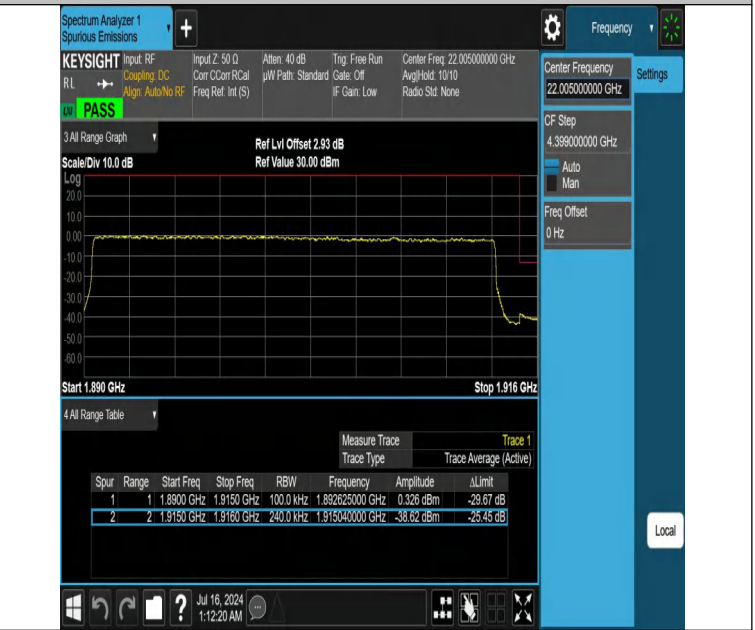 Spectrum Analyzer 1
Spurious Emissions
Frequency
KEYSIGHT
RL
PASS
Input: RF
Coupling: DC
Align: Auto/No RF
Input Z: 50 Ω
Corr CCorr RCal
Freq Ref: Int (S)
Atten: 40 dB
µW Path: Standard
Trig: Free Run
Gate: Off
IF Gain: Low
Center Freq: 22.005000000 GHz
Avg|Hold: 10/10
Radio Std: None
Center Frequency
22.005000000 GHz
Settings
CF Step
4.399000000 GHz
Auto
Man
Freq Offset
0 Hz
3 All Range Graph
Ref Lvl Offset 2.93 dB
Scale/Div 10.0 dB
Ref Value 30.00 dBm
Log
20.0
10.0
0.00
-10.0
-20.0
-30.0
-40.0
-50.0
-60.0
Start 1.890 GHz
Stop 1.916 GHz
4 All Range Table
Measure Trace Trace 1
Trace Type Trace Average (Active)
Spur Range Start Freq Stop Freq RBW Frequency Amplitude ΔLimit
1 1 1.8900 GHz 1.9150 GHz 100.0 kHz 1.892625000 GHz 0.326 dBm -29.67 dB
2 2 1.9150 GHz 1.9160 GHz 240.0 kHz 1.915040000 GHz -38.62 dBm -25.45 dB
Local
Jul 16, 2024
1:12:20 AM